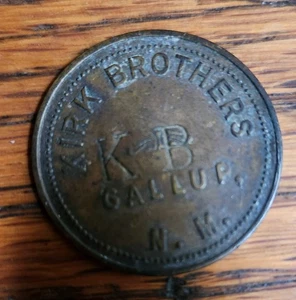 KIRK BROTHERS
K B
GALLUP,
N. M.